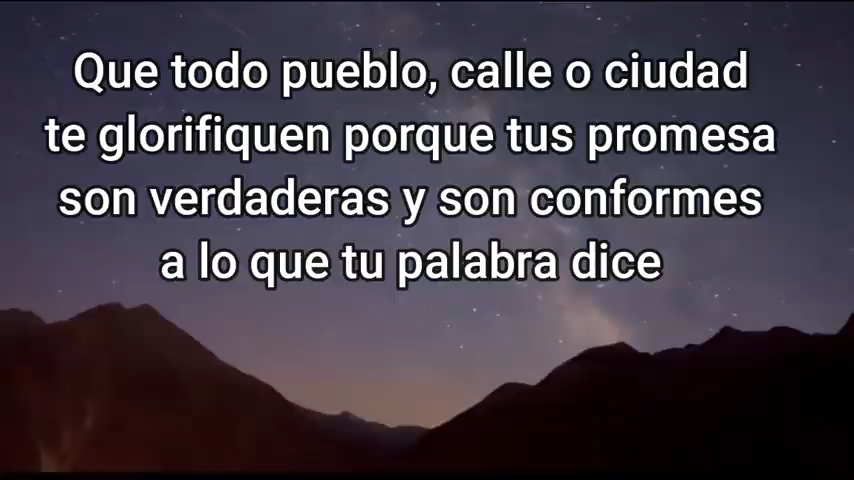 Que todo pueblo, calle o ciudad
te glorifiquen porque tus promesa
son verdaderas y son conformes
a lo que tu palabra dice